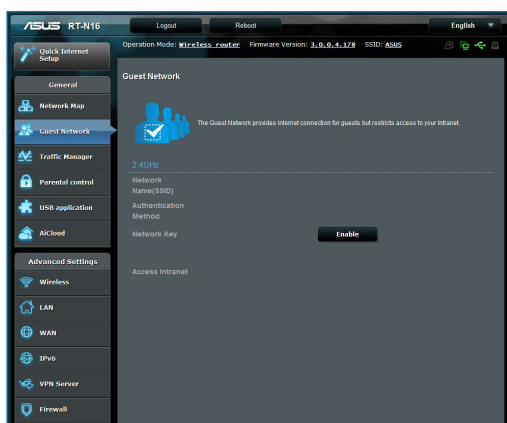 ASUS RT-N16
Logout
Reboot
English
Quick Internet
Setup
Operation Mode: Wireless router Firmware Version: 3.0.0.4.178 SSID: ASUS
General
Network Map
Guest Network
Traffic Manager
Parental control
USB application
AiCloud
Advanced Settings
Wireless
LAN
WAN
IPv6
VPN Server
Firewall
Guest Network
The Guest Network provides Internet connection for guests but restricts access to your Intranet.
2.4GHz
Network
Name(SSID)
Authentication
Method
Network Key
Enable
Access Intranet